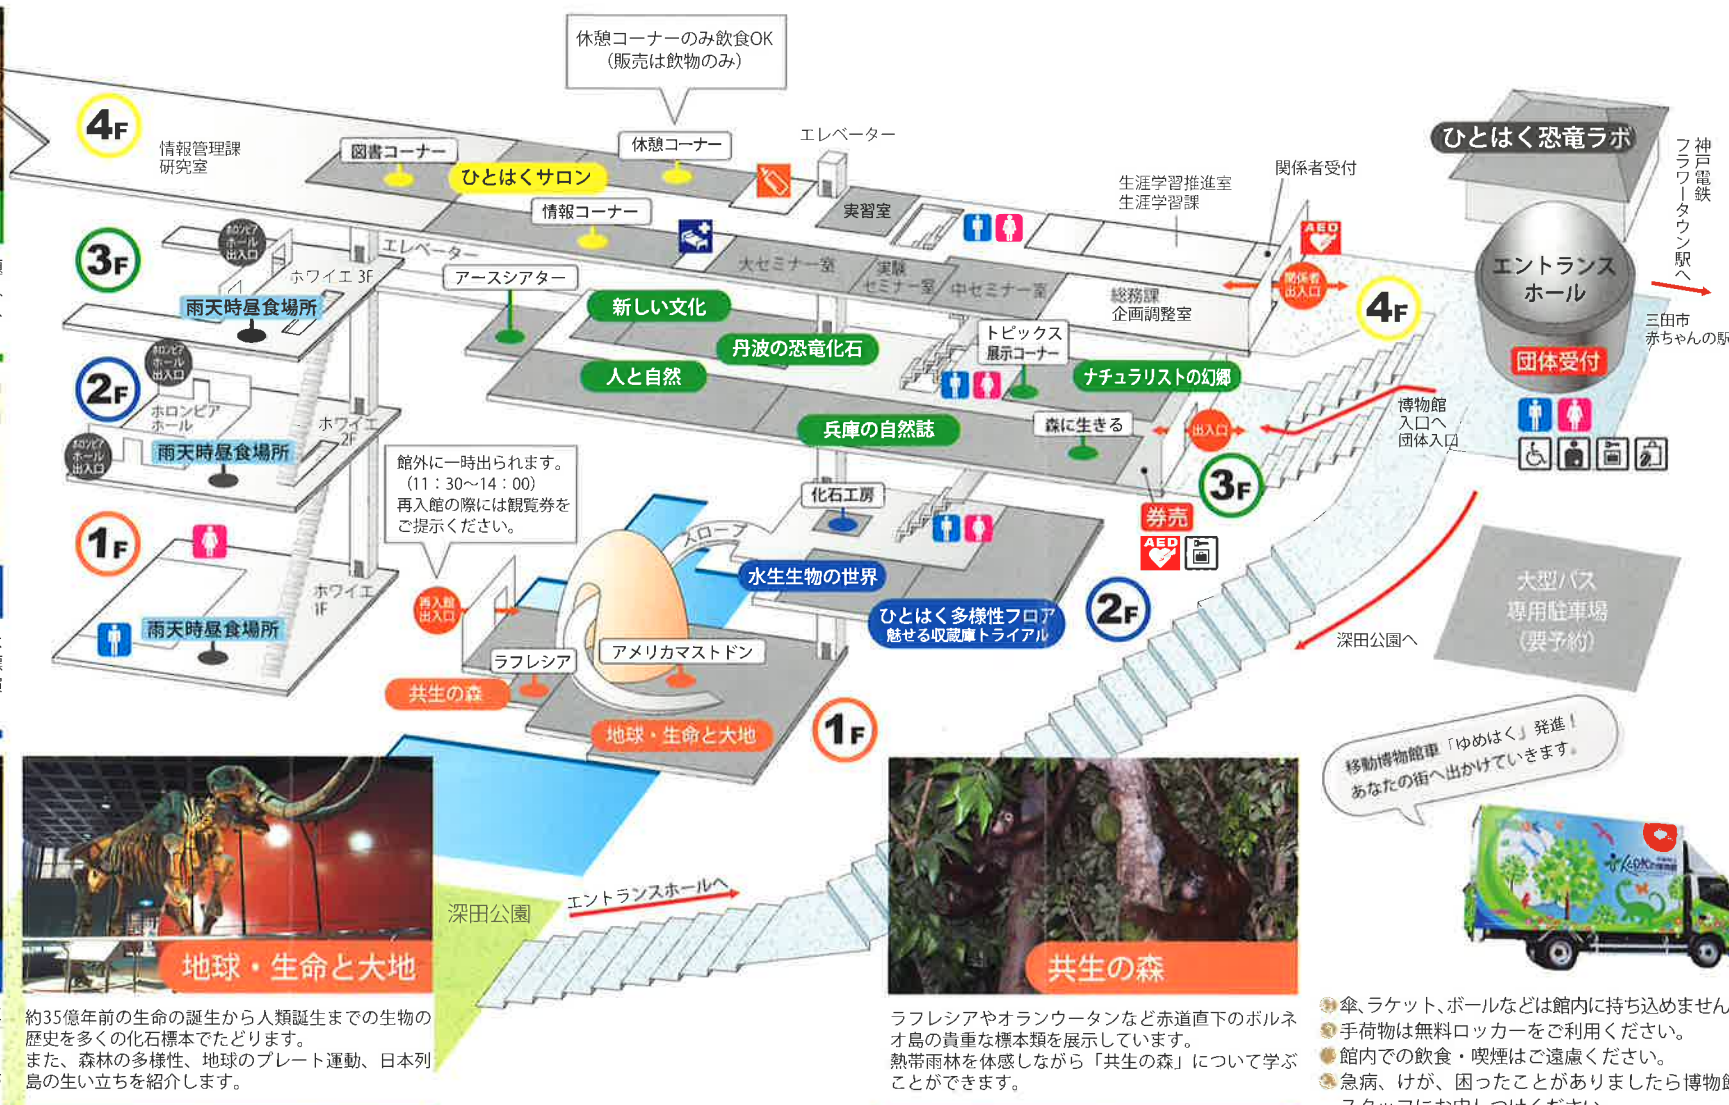 休憩コーナーのみ飲食OK
(販売は飲物のみ)
4F
情報管理課
研究室
図書コーナー
ひとはくサロン
休憩コーナー
エレベーター
情報コーナー
実習室
生涯学習推進室
生涯学習課
関係者受付
AED
関係者
出入口
4F
ひとはく恐竜ラボ
神戸電鉄
フラワータウン駅へ
エントランス
ホール
団体受付
三田市
赤ちゃんの駅
3F
ホロンピア
ホール
出入口
ホワイエ 3F
エレベーター
雨天時昼食場所
アースシアター
大セミナー室
実験
セミナー室
中セミナー室
総務課
企画調整室
新しい文化
丹波の恐竜化石
人と自然
トピックス
展示コーナー
ナチュラリストの幻郷
兵庫の自然誌
森に生きる
出入口
博物館
入口へ
団体入口
3F
券売
AED
2F
ホロンピア
ホール
出入口
ホロンピア
ホール
ホワイエ
2F
ホロンピア
ホール
出入口
雨天時昼食場所
館外に一時出られます。
(11：30～14：00)
再入館の際には観覧券を
ご提示ください。
化石工房
スロープ
水生生物の世界
ひとはく多様性フロア
魅せる収蔵庫トライアル
2F
大型バス
専用駐車場
(要予約)
深田公園へ
1F
ホワイエ
1F
雨天時昼食場所
再入館
出入口
ラフレシア
アメリカマストドン
共生の森
地球・生命と大地
1F
移動博物館車「ゆめはく」発進！
あなたの街へ出かけていきます。
深田公園
エントランスホールへ
地球・生命と大地
約35億年前の生命の誕生から人類誕生までの生物の
歴史を多くの化石標本でたどります。
また、森林の多様性、地球のプレート運動、日本列
島の生い立ちを紹介します。
共生の森
ラフレシアやオランウータンなど赤道直下のボルネ
オ島の貴重な標本類を展示しています。
熱帯雨林を体感しながら「共生の森」について学ぶ
ことができます。
傘、ラケット、ボールなどは館内に持ち込めません
手荷物は無料ロッカーをご利用ください。
館内での飲食・喫煙はご遠慮ください。
急病、けが、困ったことがありましたら博物館